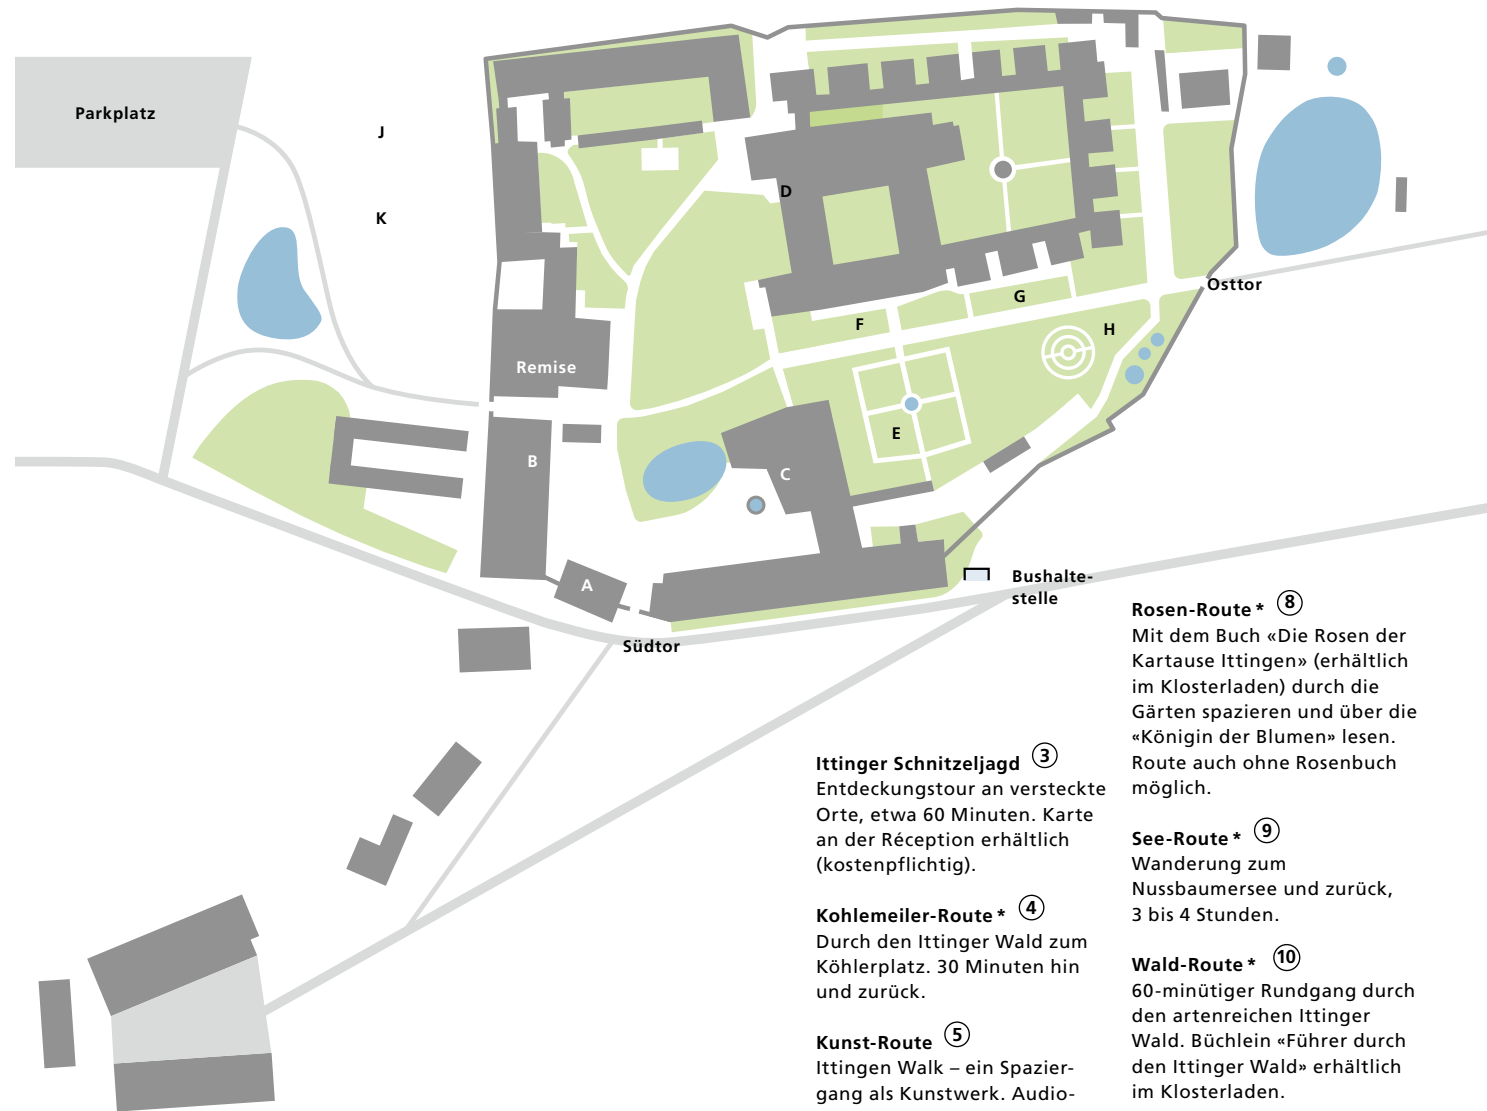 Parkplatz
J
K
D
Osttor
G
F
H
Remise
E
B
C
A
Bushalte-
stelle
Südtor
Ittinger Schnitzeljagd 3
Entdeckungstour an versteckte
Orte, etwa 60 Minuten. Karte
an der Réception erhältlich
(kostenpflichtig).
Kohlemeiler-Route * 4
Durch den Ittinger Wald zum
Köhlerplatz. 30 Minuten hin
und zurück.
Kunst-Route 5
Ittingen Walk – ein Spazier-
gang als Kunstwerk. Audio-
Rosen-Route * 8
Mit dem Buch «Die Rosen der
Kartause Ittingen» (erhältlich
im Klosterladen) durch die
Gärten spazieren und über die
«Königin der Blumen» lesen.
Route auch ohne Rosenbuch
möglich.
See-Route * 9
Wanderung zum
Nussbaumersee und zurück,
3 bis 4 Stunden.
Wald-Route * 10
60-minütiger Rundgang durch
den artenreichen Ittinger
Wald. Büchlein «Führer durch
den Ittinger Wald» erhältlich
im Klosterladen.